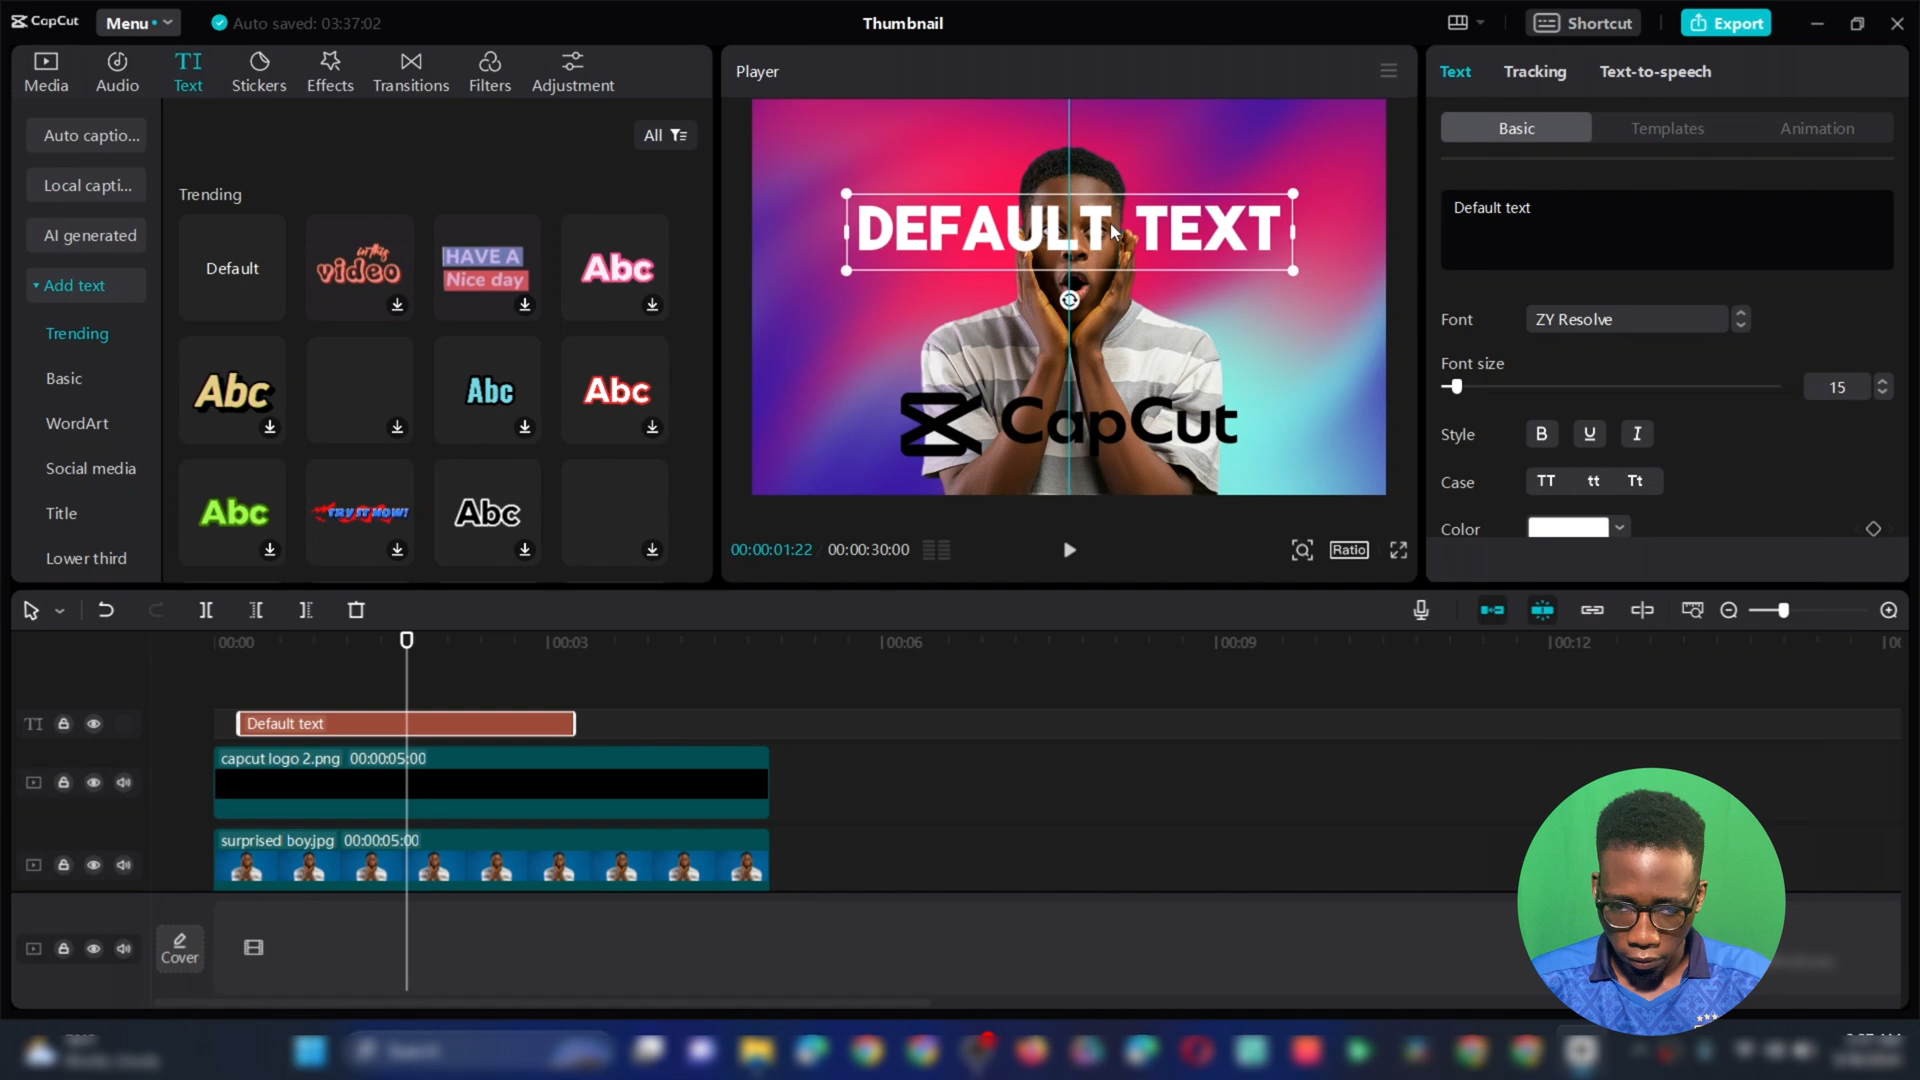 CapCut
Menu
Auto saved: 03:37:02
Thumbnail
Shortcut
Export
Media
Audio
TI
Text
Stickers
Effects
Transitions
Filters
Adjustment
Auto captio...
Local capti...
AI generated
Add text
Trending
Basic
WordArt
Social media
Title
Lower third
All
Trending
Default
video
HAVE A
Nice day
Abc
Abc
Abc
Abc
Abc
TRY IT NOW!
Abc
Player
DEFAULT TEXT
CapCut
00:00:01:22
00:00:30:00
Ratio
Text
Tracking
Text-to-speech
Basic
Templates
Animation
Default text
Font
ZY Resolve
Font size
15
Style
B
U
I
Case
TT
tt
Tt
Color
00:00
00:03
00:06
00:09
00:12
TI
Default text
capcut logo 2.png 00:00:05:00
surprised boy.jpg 00:00:05:00
Cover